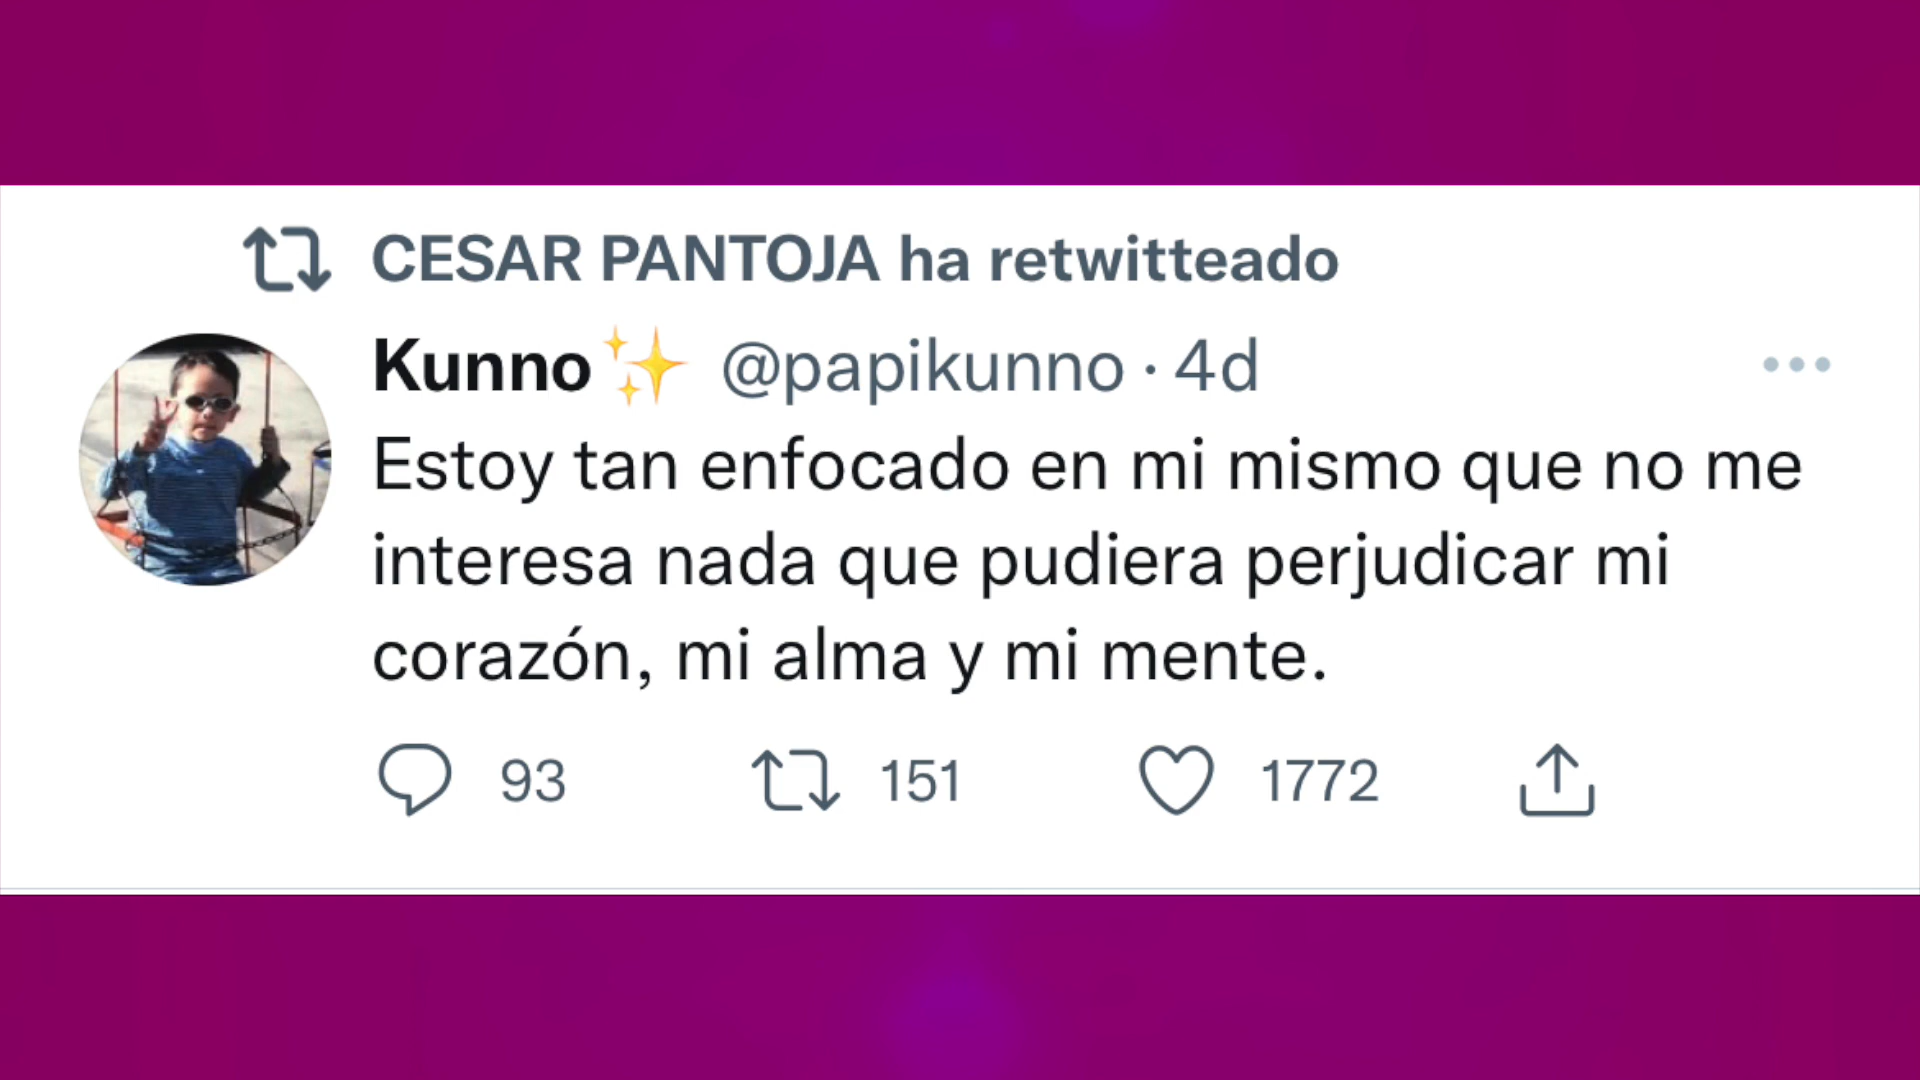 CESAR PANTOJA ha retwitteado
Kunno✨ @papikunno · 4d
Estoy tan enfocado en mi mismo que no me
interesa nada que pudiera perjudicar mi
corazón, mi alma y mi mente.
93 151 1772